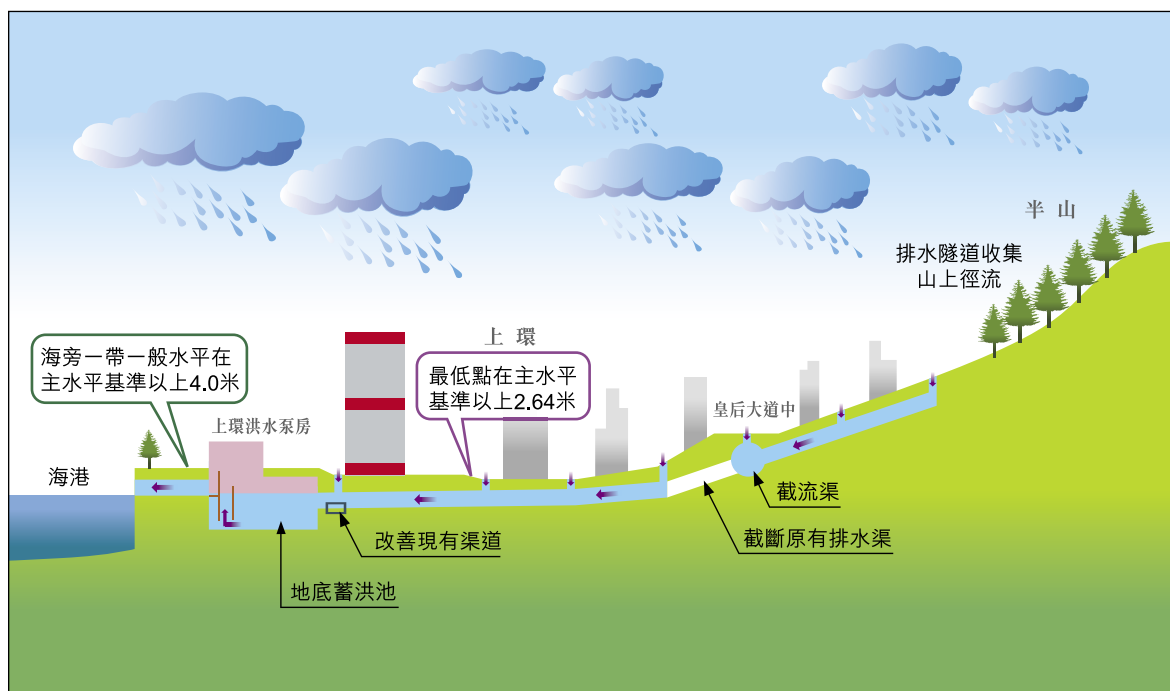 半山
排水隧道收集
山上徑流
上環
海旁一帶一般水平在
主水平基準以上4.0米
最低點在主水平
基準以上2.64米
皇后大道中
上環洪水泵房
海港
截流渠
改善現有渠道
截斷原有排水渠
地底蓄洪池